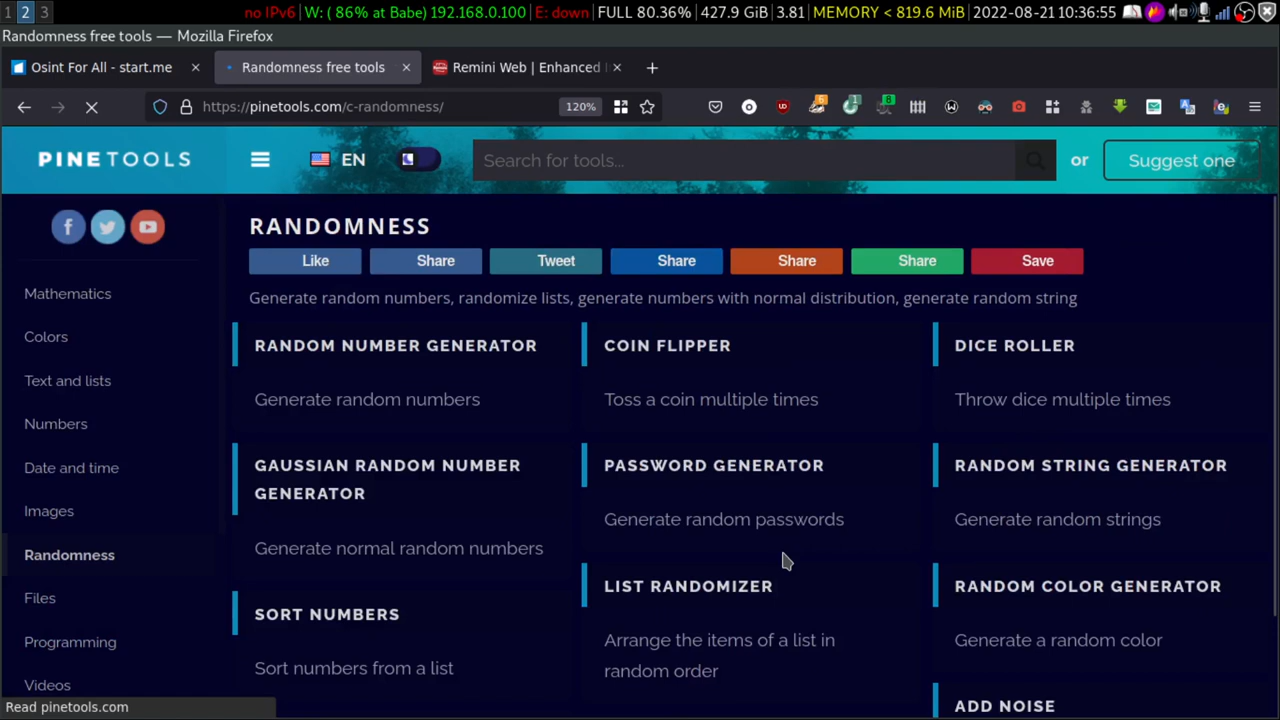 1 2 3 no IPv6 W: ( 86% at Babe) 192.168.0.100 E: down FULL 80.36% 427.9 GiB 3.81 MEMORY < 819.6 MiB 2022-08-21 10:36:55
Randomness free tools — Mozilla Firefox
Osint For All - start.me Randomness free tools Remini Web | Enhanced
https://pinetools.com/c-randomness/ 120% 6 1 8
PINETOOLS EN Search for tools... or Suggest one
RANDOMNESS
Like Share Tweet Share Share Share Save
Generate random numbers, randomize lists, generate numbers with normal distribution, generate random string
Mathematics
Colors
Text and lists
Numbers
Date and time
Images
Randomness
Files
Programming
Videos
RANDOM NUMBER GENERATOR
Generate random numbers
COIN FLIPPER
Toss a coin multiple times
DICE ROLLER
Throw dice multiple times
GAUSSIAN RANDOM NUMBER
GENERATOR
Generate normal random numbers
PASSWORD GENERATOR
Generate random passwords
RANDOM STRING GENERATOR
Generate random strings
SORT NUMBERS
Sort numbers from a list
LIST RANDOMIZER
Arrange the items of a list in
random order
RANDOM COLOR GENERATOR
Generate a random color
ADD NOISE
Read pinetools.com